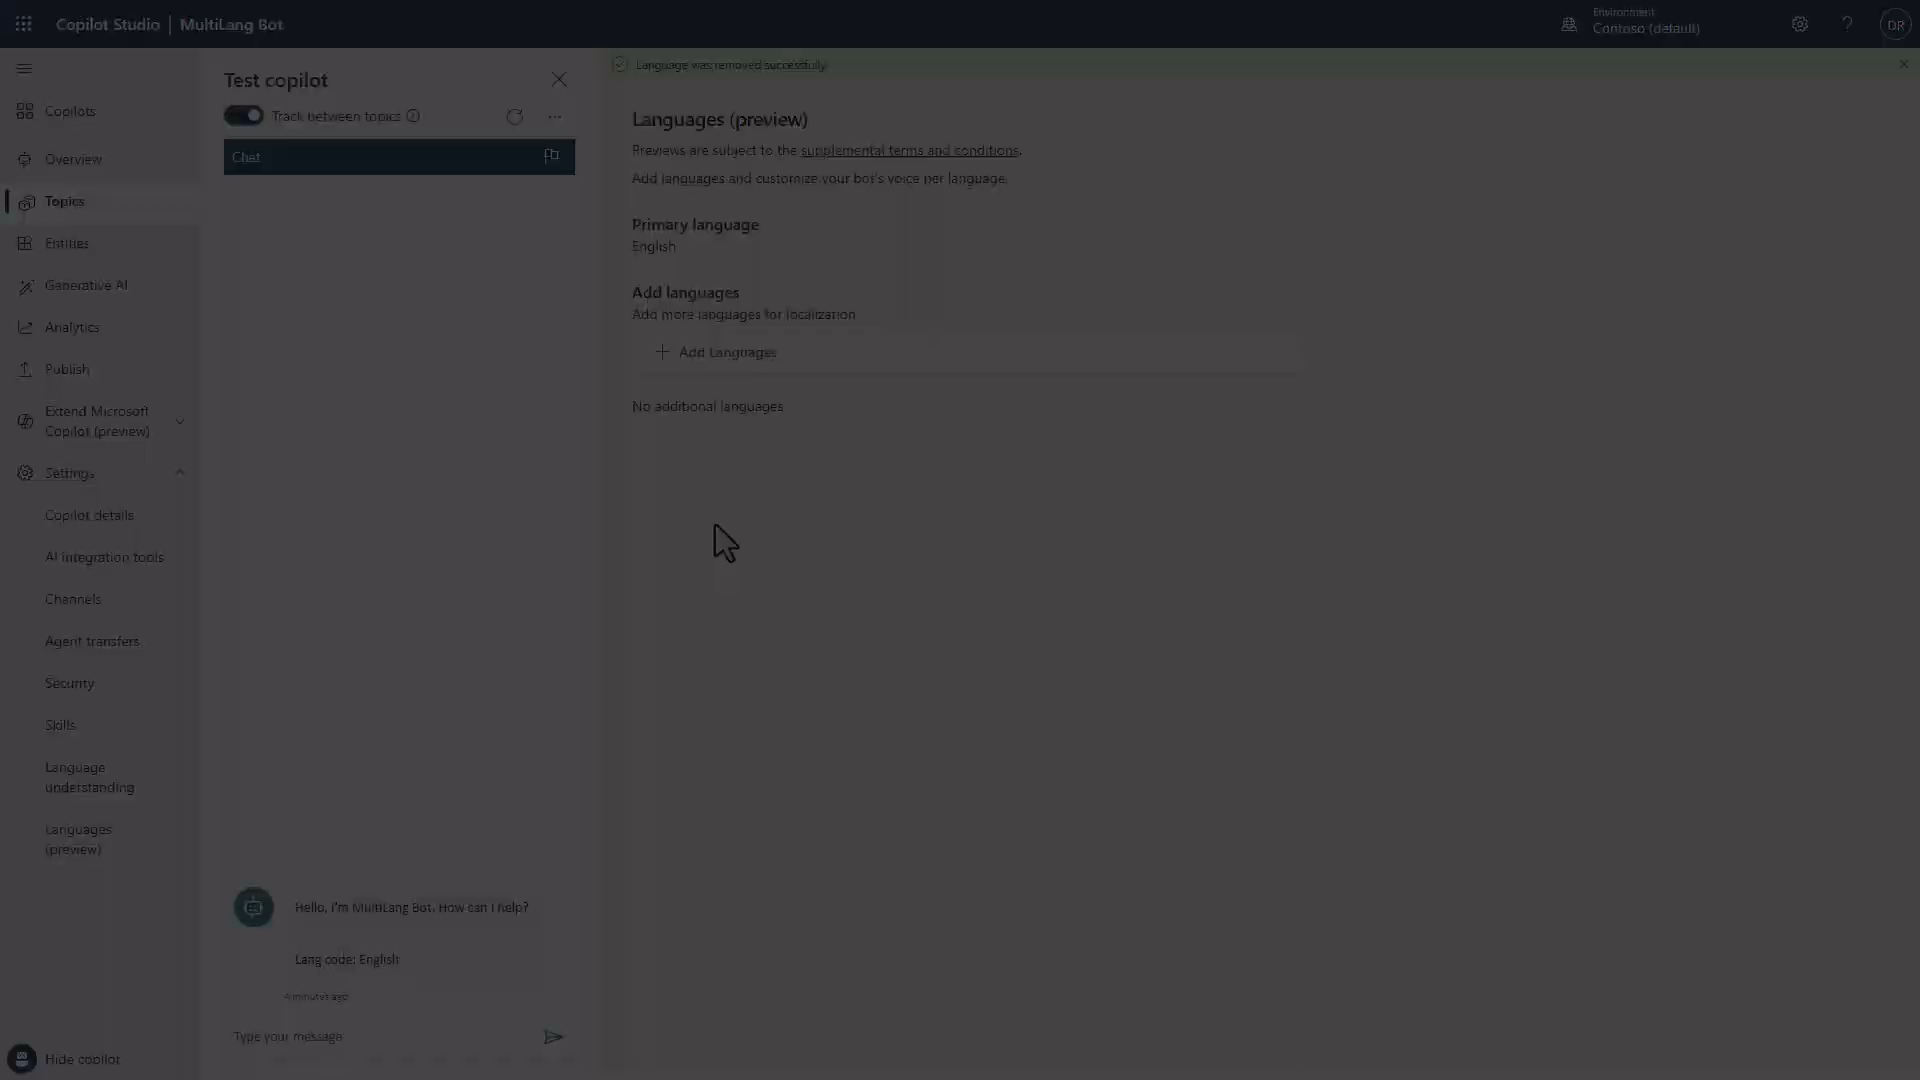 Copilot Studio | MultiLang Bot
Environment
Contoso (default)
DR
Copilots
Overview
Topics
Entities
Generative AI
Analytics
Publish
Extend Microsoft
Copilot (preview)
Settings
Copilot details
AI integration tools
Channels
Agent transfers
Security
Skills
Language
understanding
Languages
(preview)
Hide copilot
Test copilot
Track between topics
Chat
Hello, I'm MultiLang Bot. How can I help?
Lang code: English
4 minutes ago
Type your message
Language was removed successfully.
Languages (preview)
Previews are subject to the supplemental terms and conditions.
Add languages and customize your bot's voice per language.
Primary language
English
Add languages
Add more languages for localization
Add Languages
No additional languages